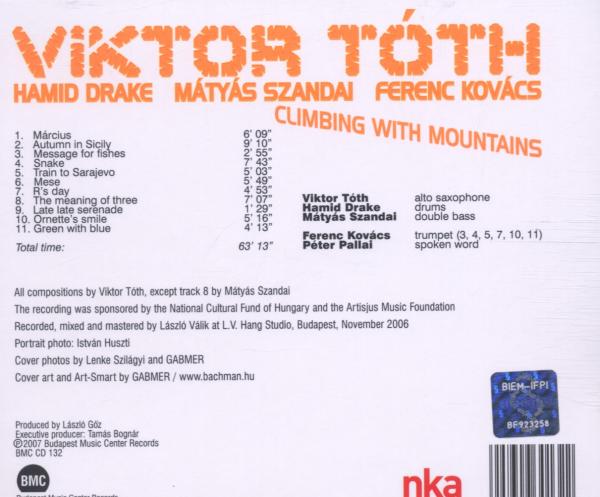 VIKTOR TÓTH
HAMID DRAKE MÁTYÁS SZANDAI FERENC KOVÁCS
CLIMBING WITH MOUNTAINS
1. Március 6' 09"
2. Autumn in Sicily 9' 10"
3. Message for fishes 2' 55"
4. Snake 7' 43"
5. Train to Sarajevo 5' 03"
6. Mese 5' 49"
7. R's day 4' 53"
8. The meaning of three 7' 07"
9. Late late serenade 1' 29"
10. Ornette's smile 5' 16"
11. Green with blue 4' 13"
Total time: 63' 13"
Viktor Tóth alto saxophone
Hamid Drake drums
Mátyás Szandai double bass
Ferenc Kovács trumpet (3, 4, 5, 7, 10, 11)
Péter Pallai spoken word
All compositions by Viktor Tóth, except track 8 by Mátyás Szandai
The recording was sponsored by the National Cultural Fund of Hungary and the Artisjus Music Foundation
Recorded, mixed and mastered by László Válik at L.V. Hang Studio, Budapest, November 2006
Portrait photo: István Huszti
Cover photos by Lenke Szilágyi and GABMER
Cover art and Art-Smart by GABMER / www.bachman.hu
BIEM–IFPI
BF923258
Produced by László Gőz
Executive producer: Tamás Bognár
℗©2007 Budapest Music Center Records
BMC CD 132
BMC
nka
Budapest Music Center Records